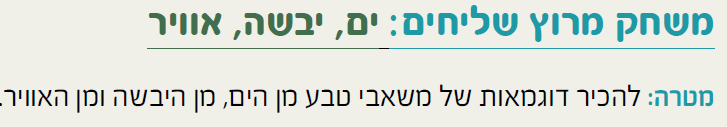 משחק מרוץ שליחים: ים, יבשה, אוויר
מטרה: להכיר דוגמאות של משאבי טבע מן הים, מן היבשה ומן האוויר.